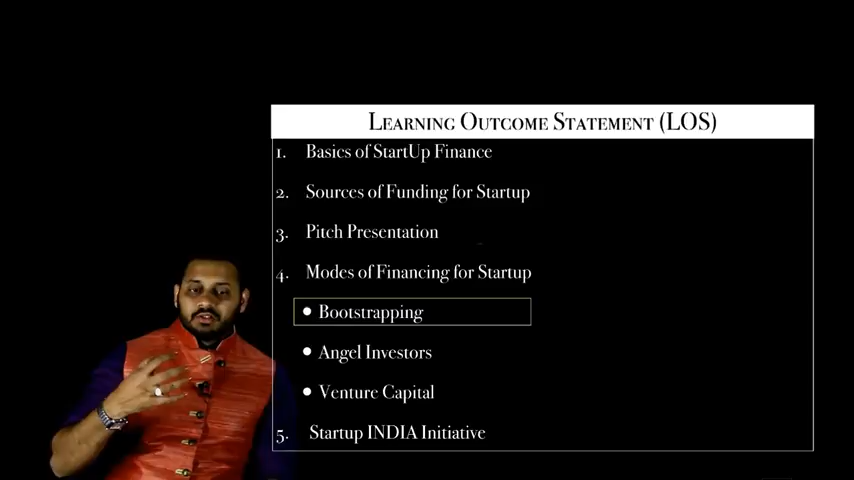 Learning Outcome Statement (LOS)
1. Basics of StartUp Finance
2. Sources of Funding for Startup
3. Pitch Presentation
4. Modes of Financing for Startup
• Bootstrapping
• Angel Investors
• Venture Capital
5. Startup INDIA Initiative